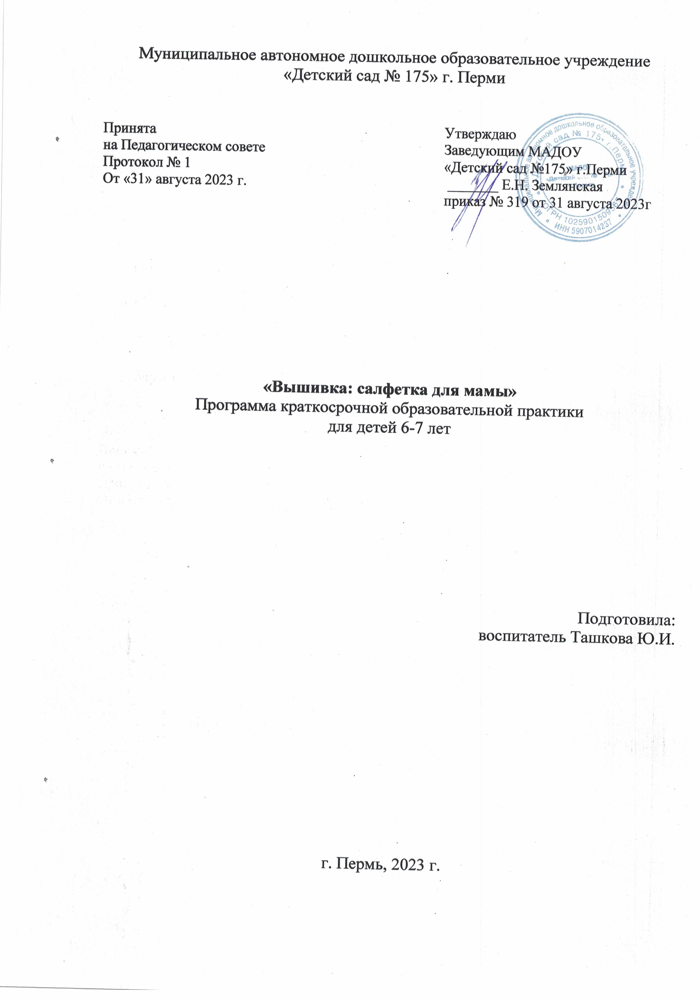 Муниципальное автономное дошкольное образовательное учреждение
«Детский сад № 175» г. Перми
Принята
на Педагогическом совете
Протокол № 1
От «31» августа 2023 г.
Утверждаю
Заведующим МАДОУ
«Детский сад №175» г.Перми
________ Е.Н. Землянская
приказ № 319 от 31 августа 2023г
Муниципальное автономное дошкольное образовательное учреждение
«Детский сад № 175» г.Перми
ОГРН
ИНН 5907014237
«Вышивка: салфетка для мамы»
Программа краткосрочной образовательной практики
для детей 6-7 лет
Подготовила:
воспитатель Ташкова Ю.И.
г. Пермь, 2023 г.